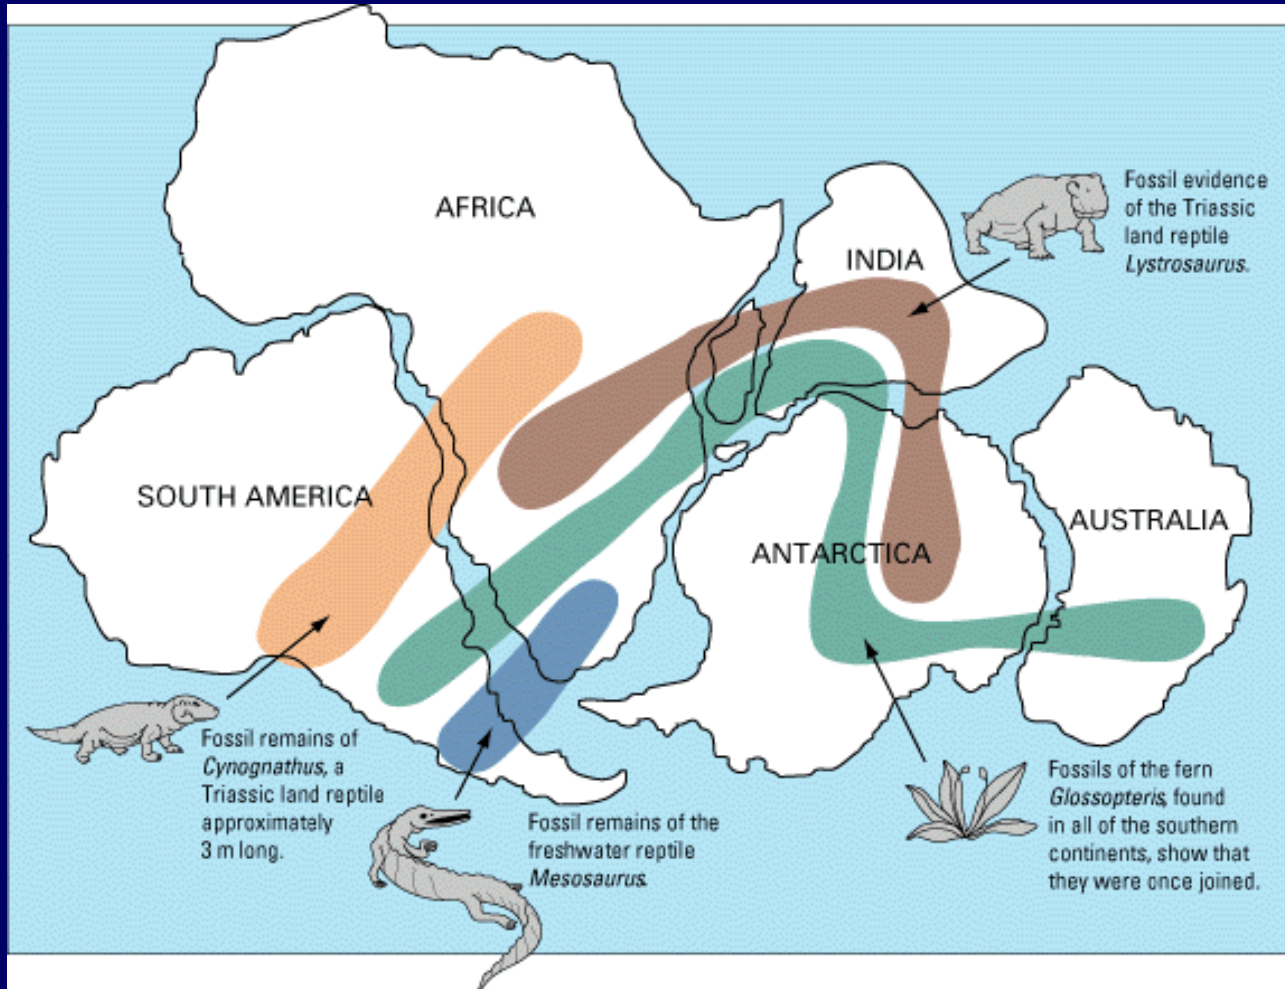 AFRICA
INDIA
Fossil evidence
of the Triassic
land reptile
Lystrosaurus.
SOUTH AMERICA
ANTARCTICA
AUSTRALIA
Fossil remains of
Cynognathus, a
Triassic land reptile
approximately
3 m long.
Fossil remains of the
freshwater reptile
Mesosaurus.
Fossils of the fern
Glossopteris, found
in all of the southern
continents, show that
they were once joined.